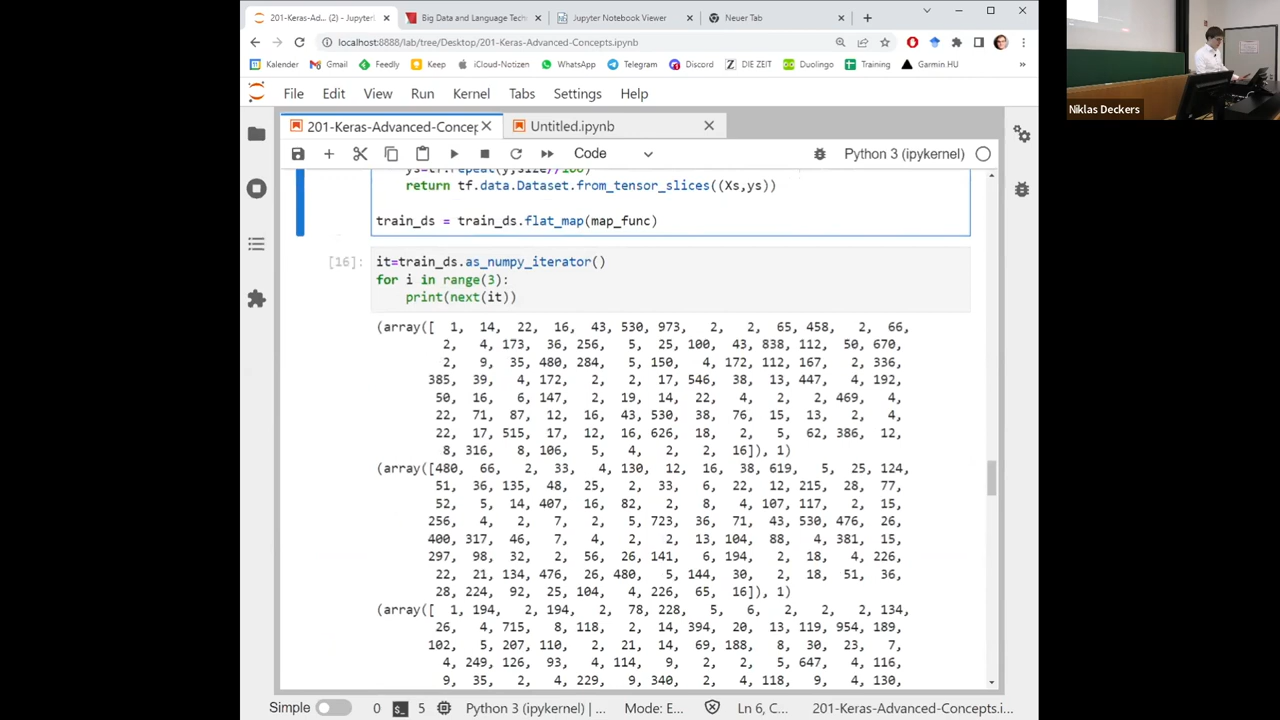 201-Keras-Ad... (2) - Jupyter
Big Data and Language Tech
Jupyter Notebook Viewer
Neuer Tab
localhost:8888/lab/tree/Desktop/201-Keras-Advanced-Concepts.ipynb
Kalender
Gmail
Feedly
Keep
iCloud-Notizen
WhatsApp
Telegram
Discord
DIE ZEIT
Duolingo
Training
Garmin HU
»
Niklas Deckers
File Edit View Run Kernel Tabs Settings Help
201-Keras-Advanced-Concep
Untitled.ipynb
Code
Python 3 (ipykernel)
ys=tf.repeat(y,size//100)
return tf.data.Dataset.from_tensor_slices((Xs,ys))
train_ds = train_ds.flat_map(map_func)
[16]: it=train_ds.as_numpy_iterator()
for i in range(3):
print(next(it))
(array([ 1, 14, 22, 16, 43, 530, 973, 2, 2, 65, 458, 2, 66,
2, 4, 173, 36, 256, 5, 25, 100, 43, 838, 112, 50, 670,
2, 9, 35, 480, 284, 5, 150, 4, 172, 112, 167, 2, 336,
385, 39, 4, 172, 2, 2, 17, 546, 38, 13, 447, 4, 192,
50, 16, 6, 147, 2, 19, 14, 22, 4, 2, 2, 469, 4,
22, 71, 87, 12, 16, 43, 530, 38, 76, 15, 13, 2, 4,
22, 17, 515, 17, 12, 16, 626, 18, 2, 5, 62, 386, 12,
8, 316, 8, 106, 5, 4, 2, 2, 16]), 1)
(array([480, 66, 2, 33, 4, 130, 12, 16, 38, 619, 5, 25, 124,
51, 36, 135, 48, 25, 2, 33, 6, 22, 12, 215, 28, 77,
52, 5, 14, 407, 16, 82, 2, 8, 4, 107, 117, 2, 15,
256, 4, 2, 7, 2, 5, 723, 36, 71, 43, 530, 476, 26,
400, 317, 46, 7, 4, 2, 2, 13, 104, 88, 4, 381, 15,
297, 98, 32, 2, 56, 26, 141, 6, 194, 2, 18, 4, 226,
22, 21, 134, 476, 26, 480, 5, 144, 30, 2, 18, 51, 36,
28, 224, 92, 25, 104, 4, 226, 65, 16]), 1)
(array([ 1, 194, 2, 194, 2, 78, 228, 5, 6, 2, 2, 2, 134,
26, 4, 715, 8, 118, 2, 14, 394, 20, 13, 119, 954, 189,
102, 5, 207, 110, 2, 21, 14, 69, 188, 8, 30, 23, 7,
4, 249, 126, 93, 4, 114, 9, 2, 2, 5, 647, 4, 116,
9, 35, 2, 4, 229, 9, 340, 2, 4, 118, 9, 4, 130,
Simple 0 5 Python 3 (ipykernel) | ... Mode: E... Ln 6, C... 201-Keras-Advanced-Concepts.i...